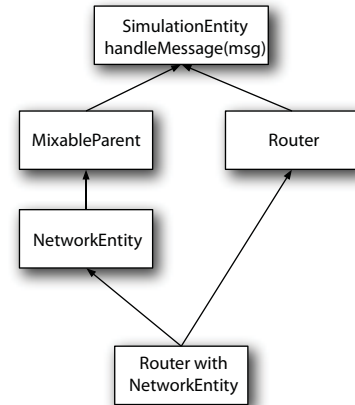 SimulationEntity
handleMessage(msg)
MixableParent
Router
NetworkEntity
Router with
NetworkEntity